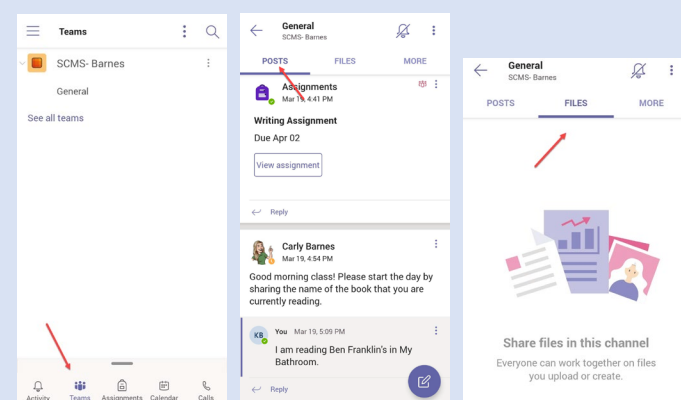 Teams
SCMS- Barnes
General
See all teams
Activity
Teams
Assignments
Calendar
Calls
General
SCMS- Barnes
POSTS
FILES
MORE
Assignments
Mar 19, 4:41 PM
Writing Assignment
Due Apr 02
View assignment
Reply
Carly Barnes
Mar 19, 4:54 PM
Good morning class! Please start the day by
sharing the name of the book that you are
currently reading.
KB
You Mar 19, 5:09 PM
I am reading Ben Franklin's in My
Bathroom.
Reply
General
SCMS- Barnes
POSTS
FILES
MORE
Share files in this channel
Everyone can work together on files
you upload or create.